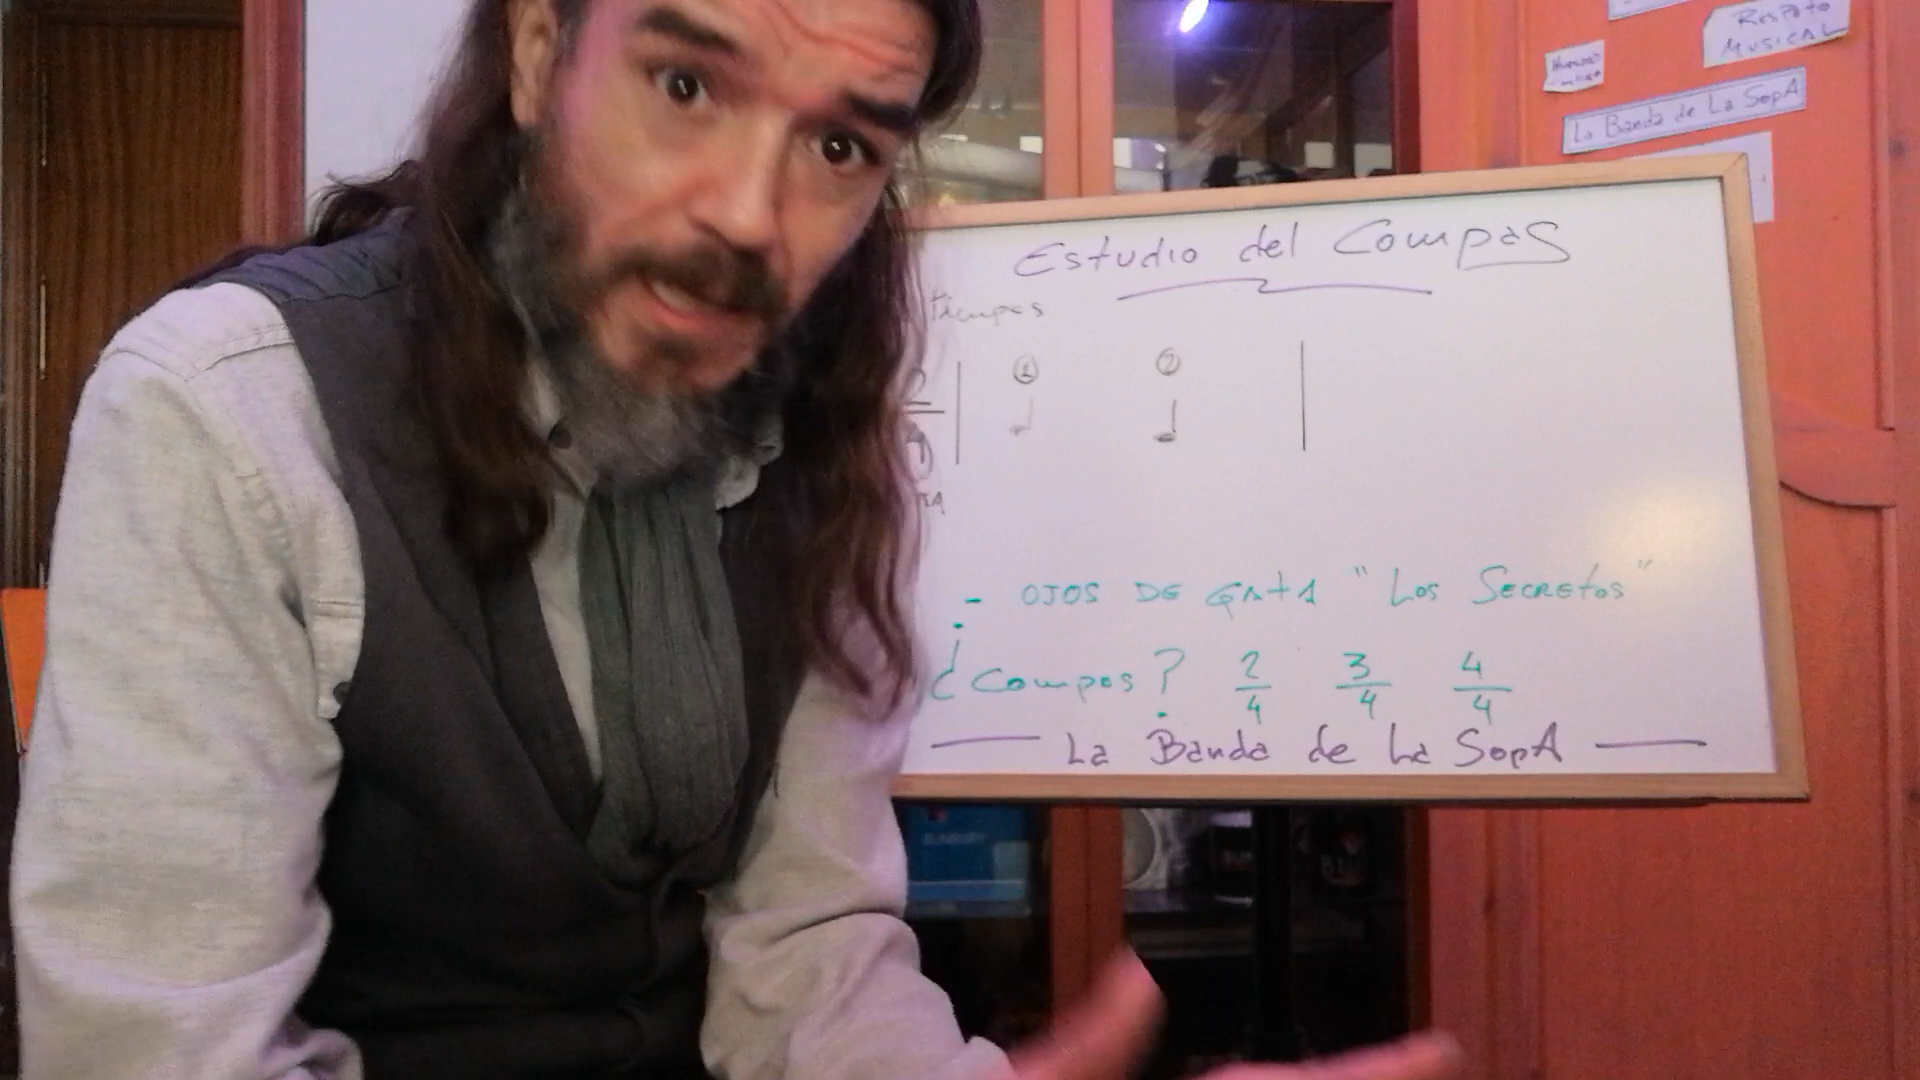 RESPETO
MUSICAL
La Banda de La SopA
Estudio del Compas
tiempos
① ②
2
4
- OJOS DE GAtA "Los Secretos"
¿Compas? 2/4 3/4 4/4
La Banda de La SopA
BUNBURY